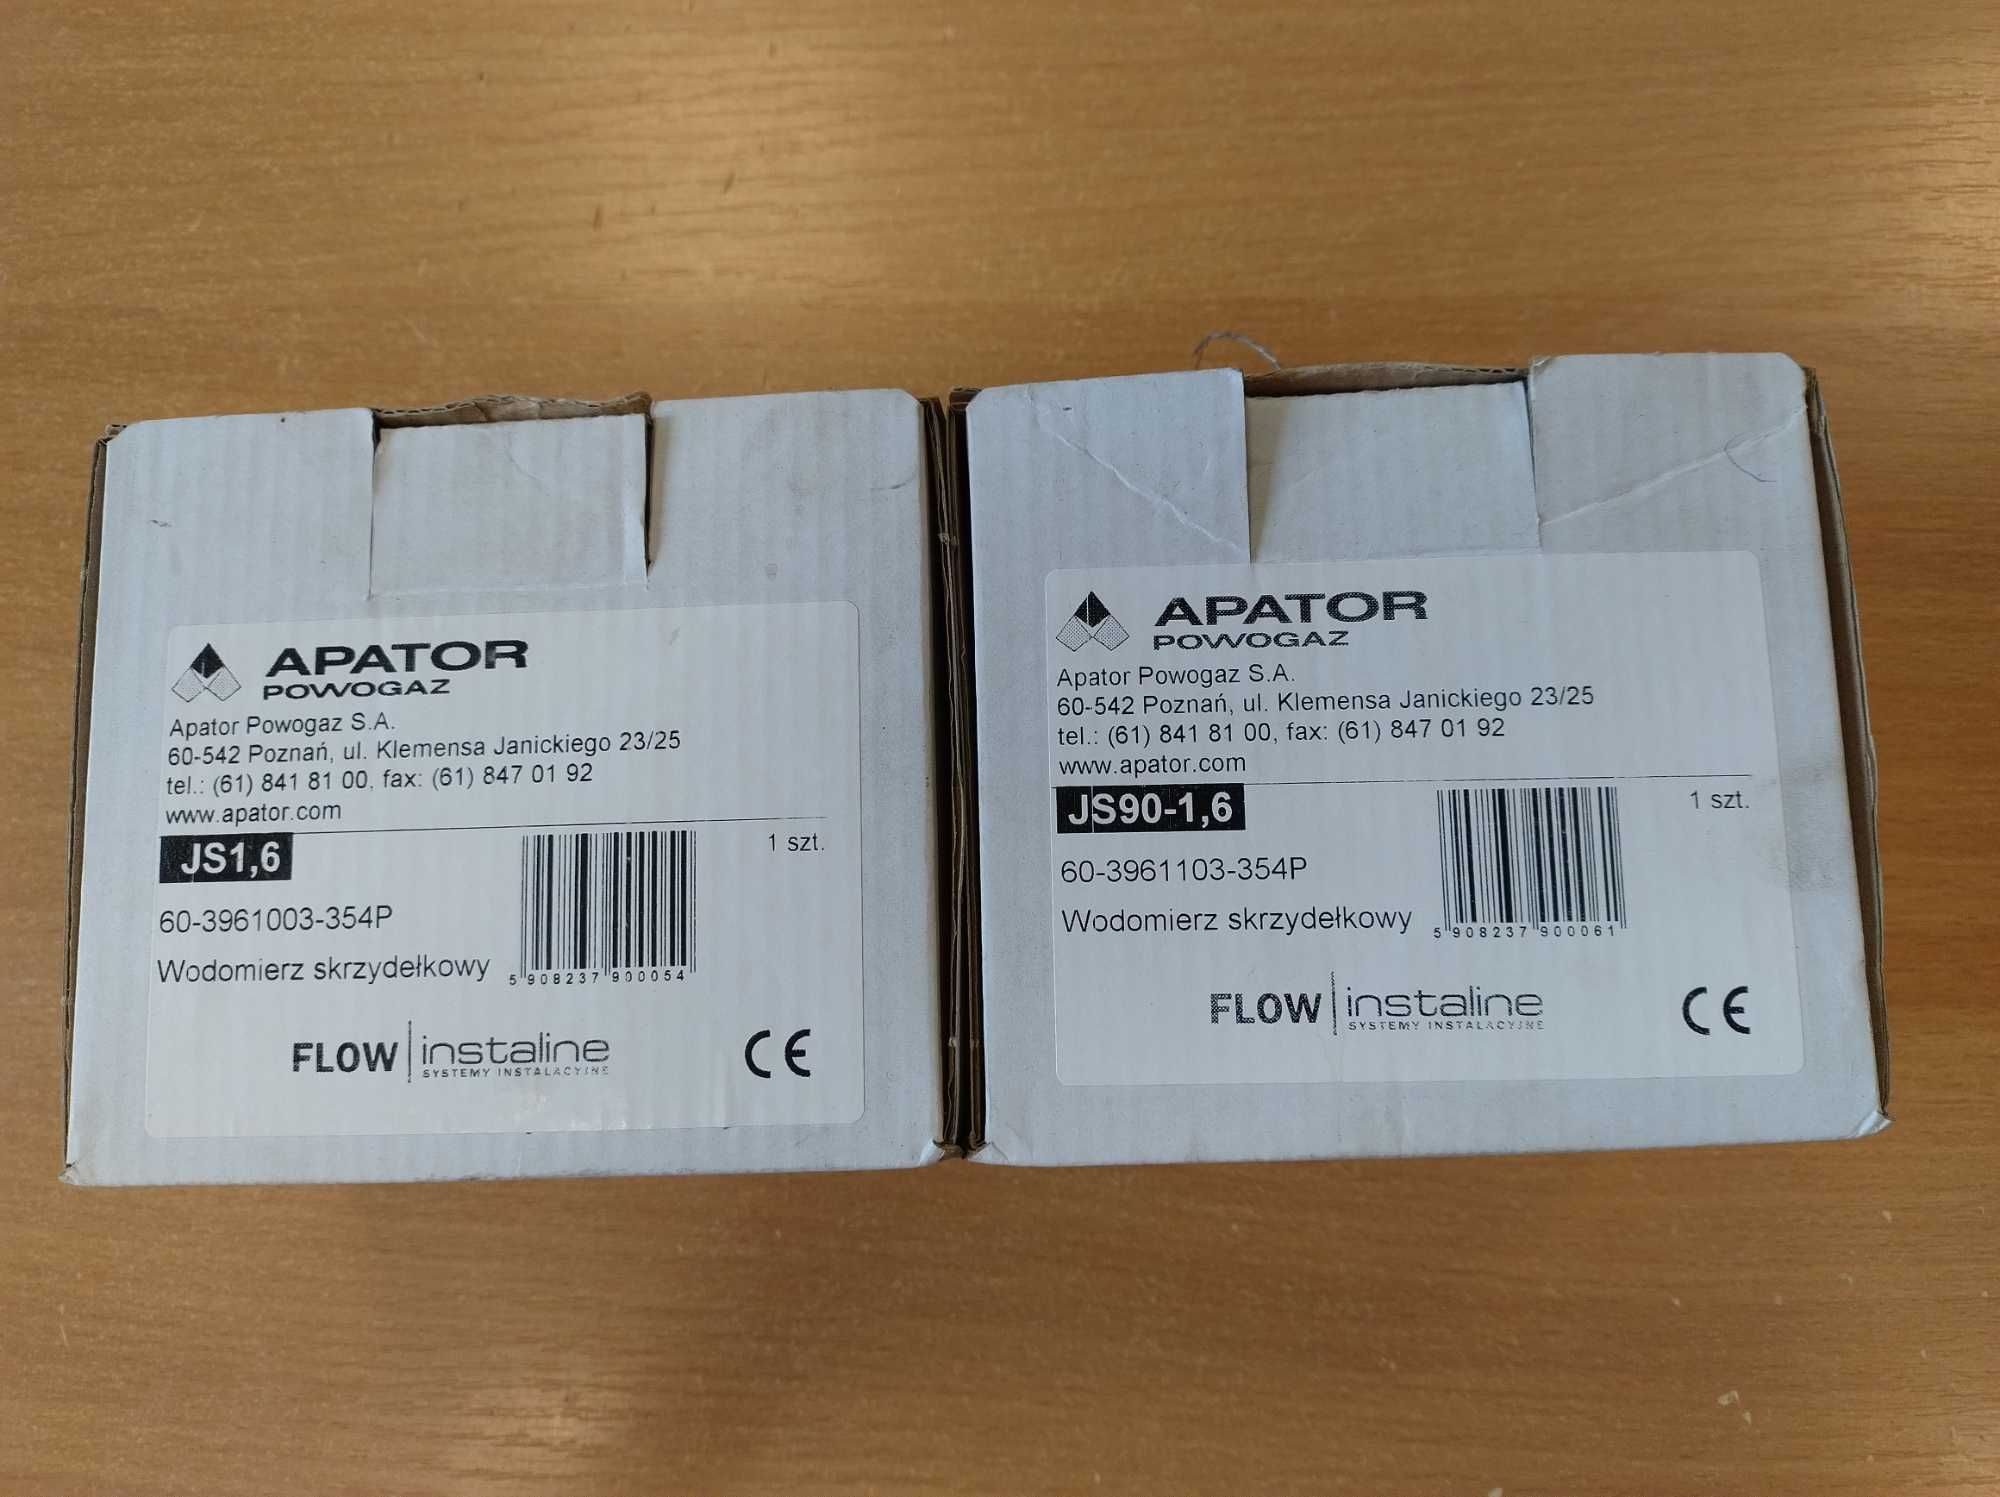 APATOR
POWOGAZ
Apator Powogaz S.A.
60-542 Poznań, ul. Klemensa Janickiego 23/25
tel.: (61) 841 81 00, fax: (61) 847 01 92
www.apator.com
JS1,6
1 szt.
60-3961003-354P
Wodomierz skrzydełkowy
5 908237 900054
FLOW instaline
SYSTEMY INSTALACYJNE
CE
APATOR
POWOGAZ
Apator Powogaz S.A.
60-542 Poznań, ul. Klemensa Janickiego 23/25
tel.: (61) 841 81 00, fax: (61) 847 01 92
www.apator.com
JS90-1,6
1 szt.
60-3961103-354P
Wodomierz skrzydełkowy
5 908237 900061
FLOW instaline
SYSTEMY INSTALACYJNE
CE